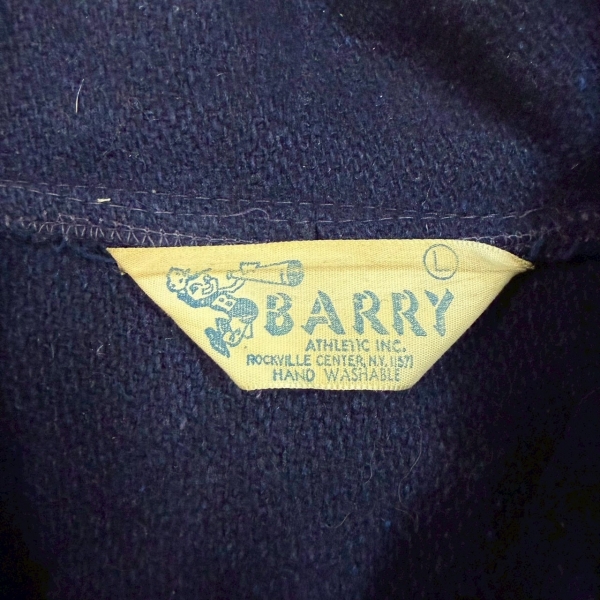 L
BARRY
ATHLETIC INC.
ROCKVILLE CENTER, N.Y. 11571
HAND WASHABLE
B